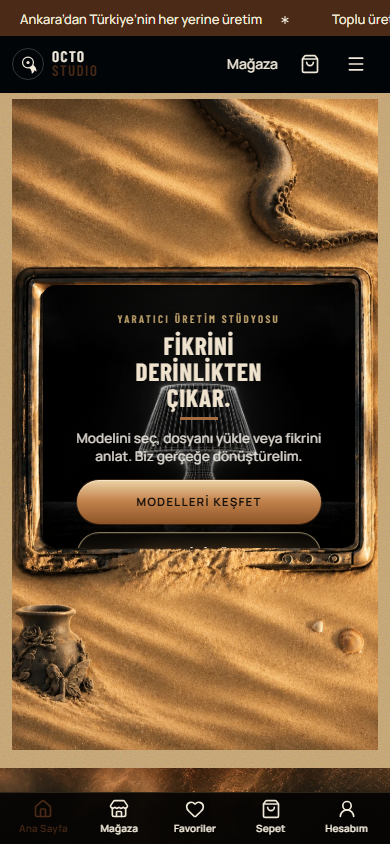 Ankara'dan Türkiye'nin her yerine üretim * Toplu üret
OCTO
STUDIO
Mağaza
YARATICI ÜRETİM STÜDYOSU
FİKRİNİ
DERİNLİKTEN
ÇIKAR.
Modelini seç, dosyanı yükle veya fikrini
anlat. Biz gerçeğe dönüştürelim.
MODELLERİ KEŞFET
Ana Sayfa
Mağaza
Favoriler
Sepet
Hesabım